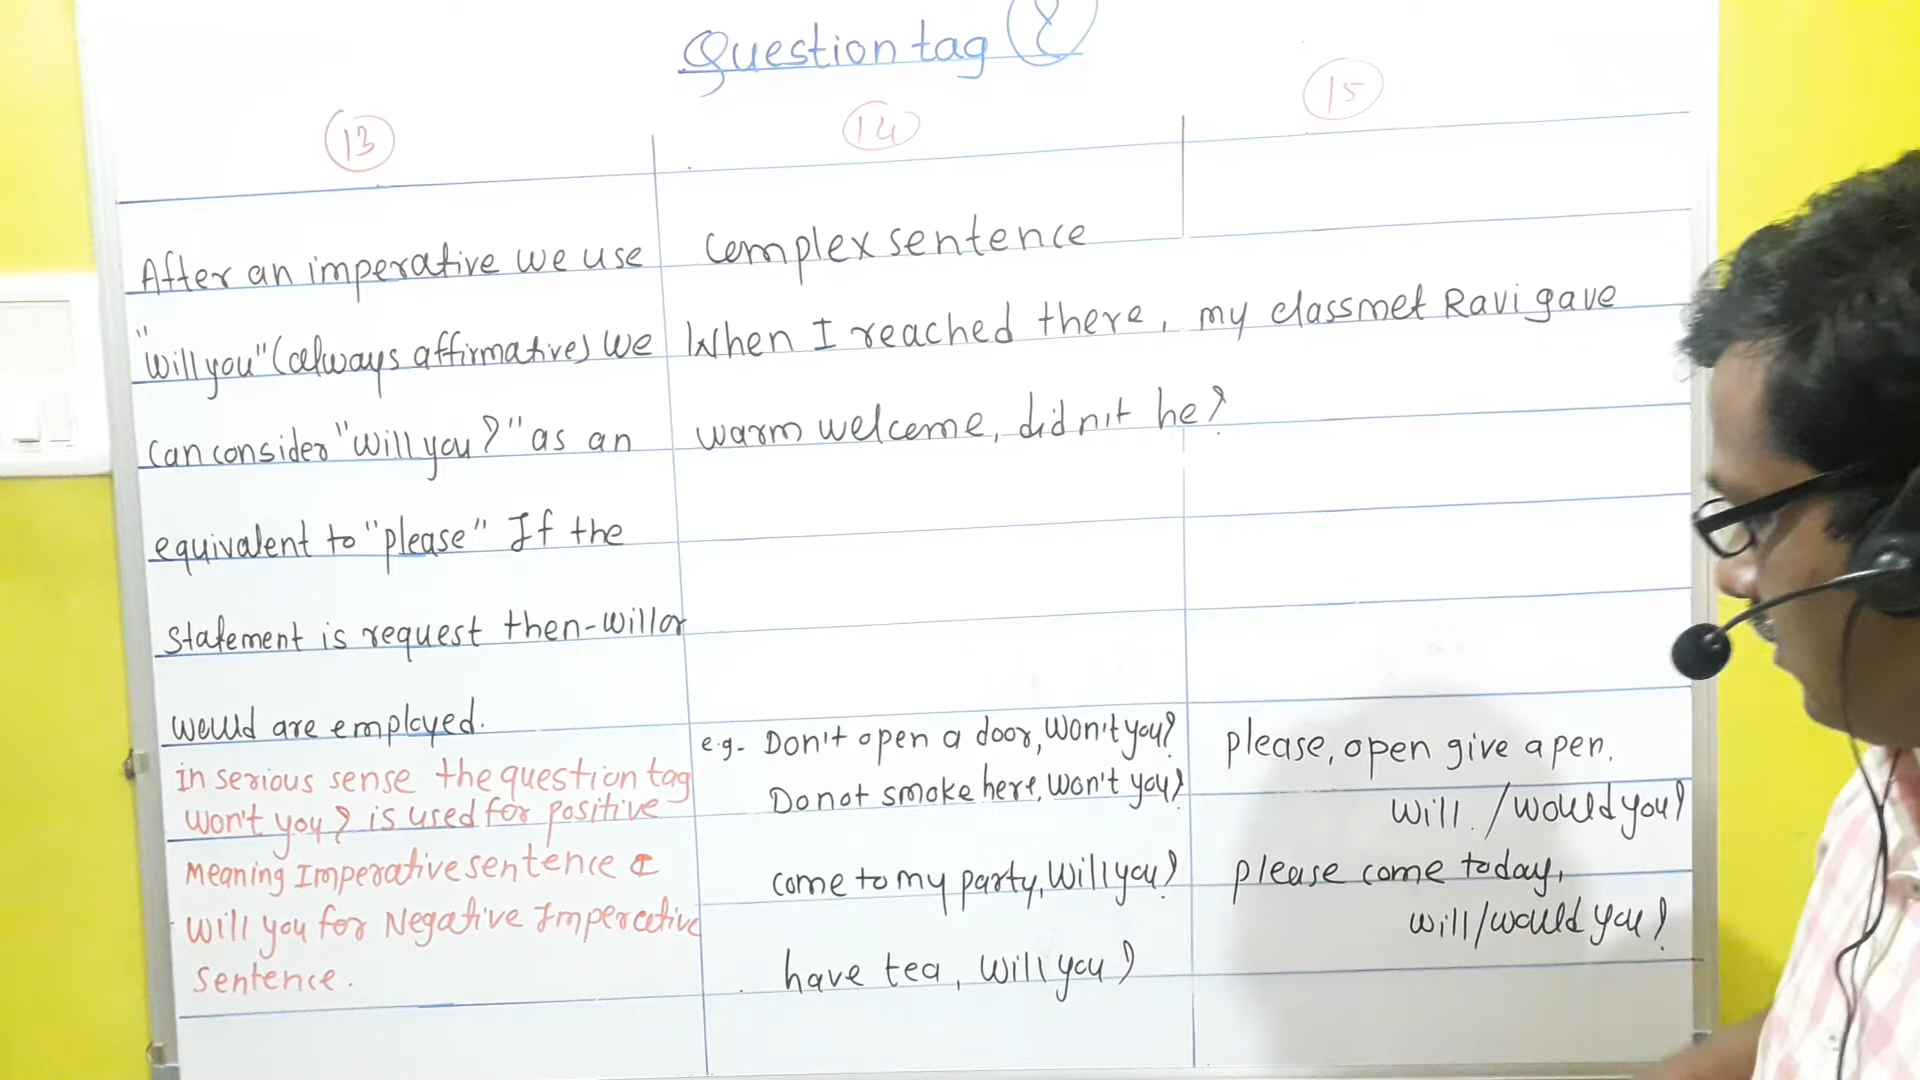 Question tag 8
13
14
15
After an imperative we use
"will you" (always affirmative) we
can consider "will you?" as an
equivalent to "please" If the
statement is request then-will or
would are employed.
in serious sense the question tag
won't you? is used for positive
Meaning Imperative sentence &
will you for Negative Imperative
sentence.
Complex sentence
When I reached there, my classmet Ravi gave
warm welcome, did n't he?
e.g- Don't open a door, won't you?
Do not smoke here, won't you?
come to my party, will you?
have tea, will you?
please, open give a pen.
will. / would you?
please come today,
will/would you?